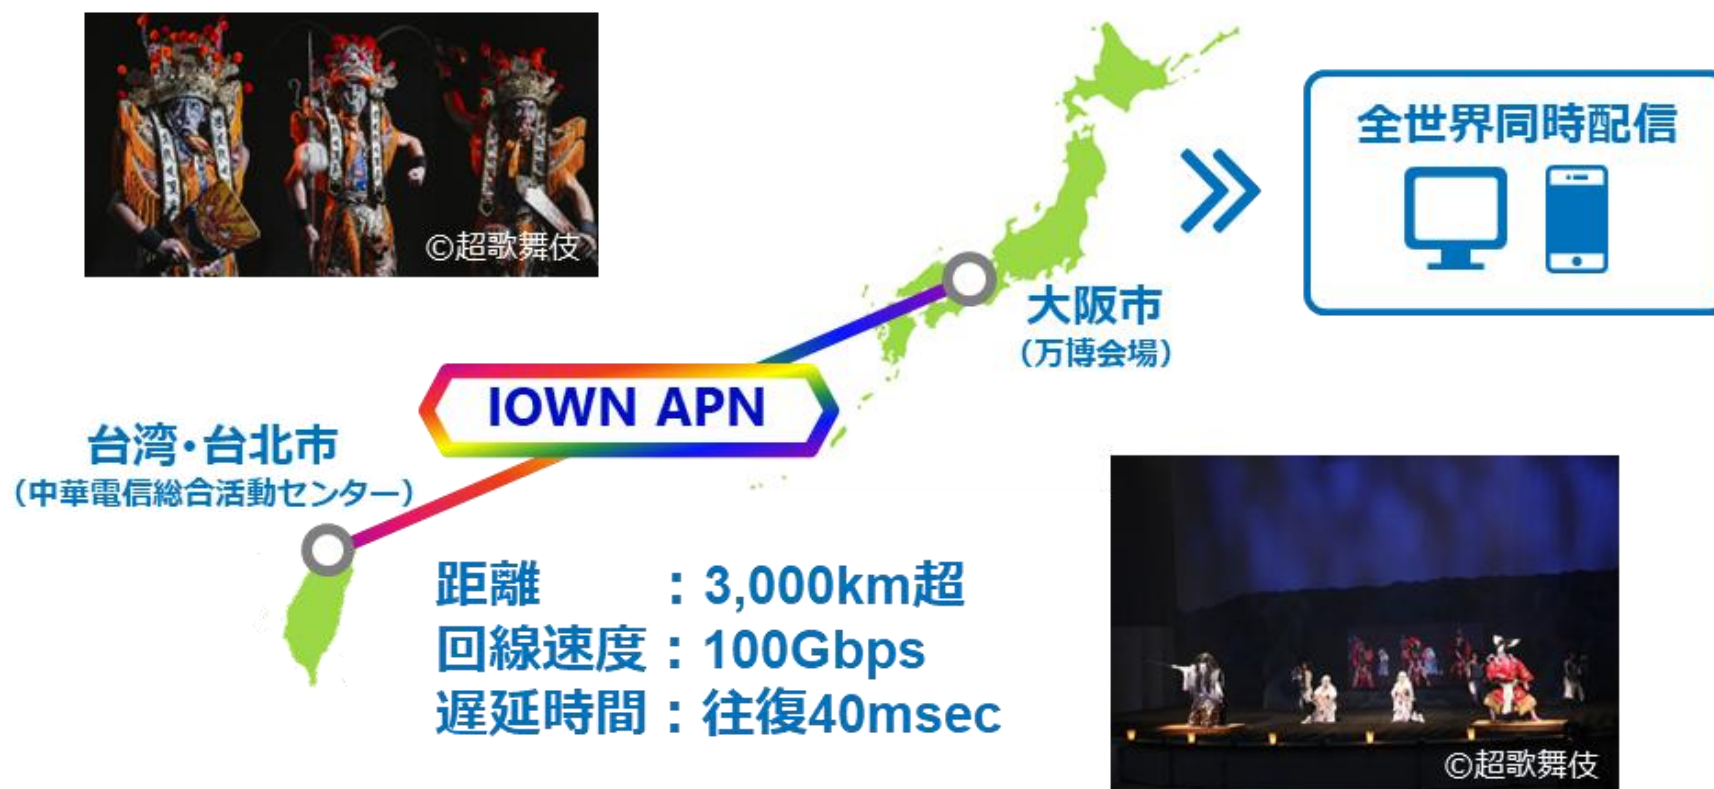 ©超歌舞伎
全世界同時配信
大阪市
（万博会場）
IOWN APN
台湾・台北市
（中華電信総合活動センター）
距離　　：3,000km超
回線速度：100Gbps
遅延時間：往復40msec
©超歌舞伎